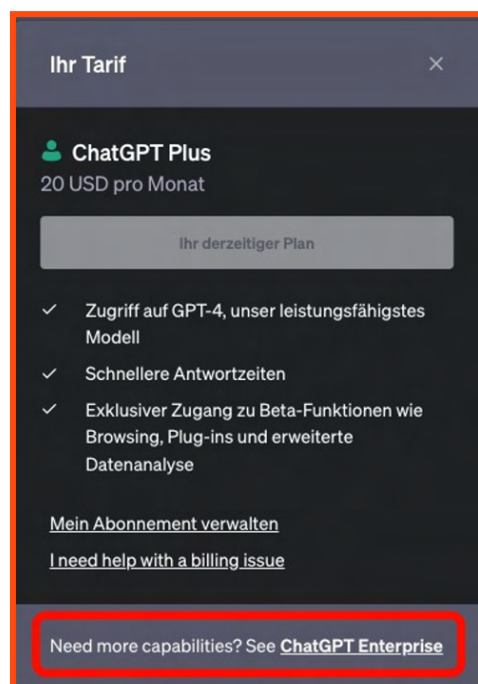 Ihr Tarif
ChatGPT Plus
20 USD pro Monat
Ihr derzeitiger Plan
Zugriff auf GPT-4, unser leistungsfähigstes
Modell
Schnellere Antwortzeiten
Exklusiver Zugang zu Beta-Funktionen wie
Browsing, Plug-ins und erweiterte
Datenanalyse
Mein Abonnement verwalten
I need help with a billing issue
Need more capabilities? See ChatGPT Enterprise